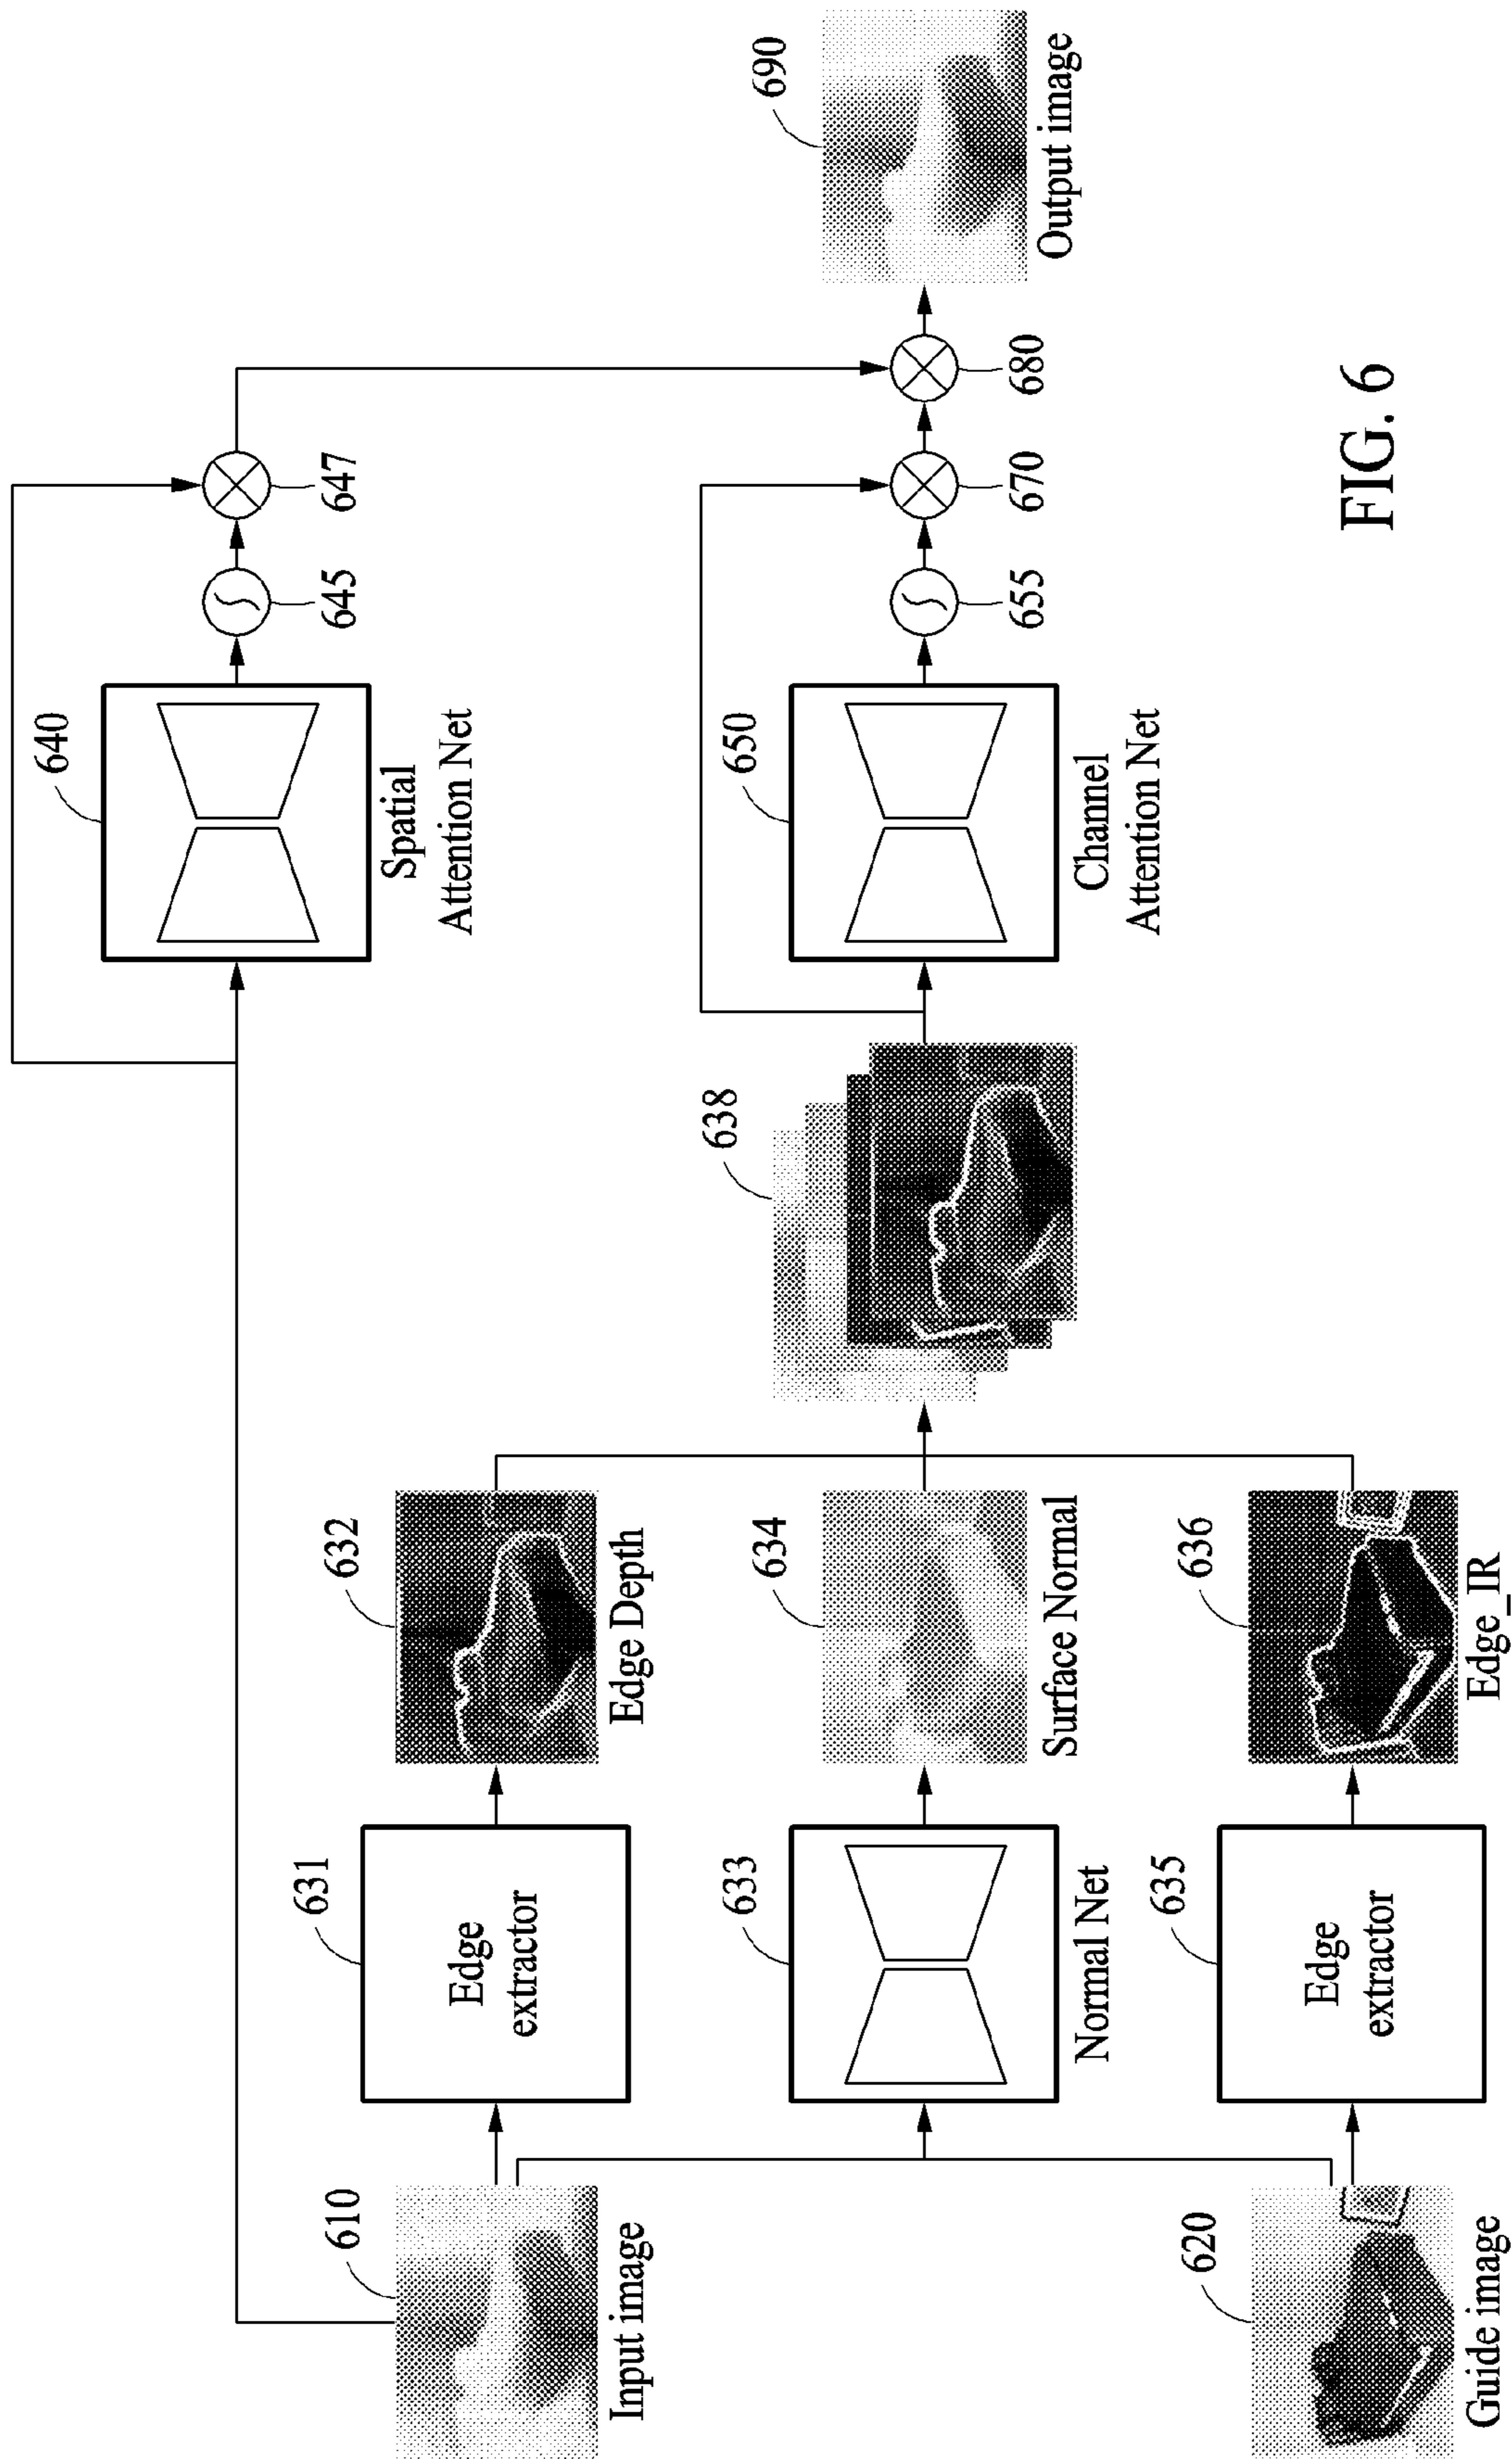 610
Input image
620
Guide image
631
Edge
extractor
632
Edge Depth
633
Normal Net
634
Surface Normal
635
Edge
extractor
636
Edge_IR
638
640
Spatial
Attention Net
645
647
650
Channel
Attention Net
655
670
680
690
Output image
FIG. 6